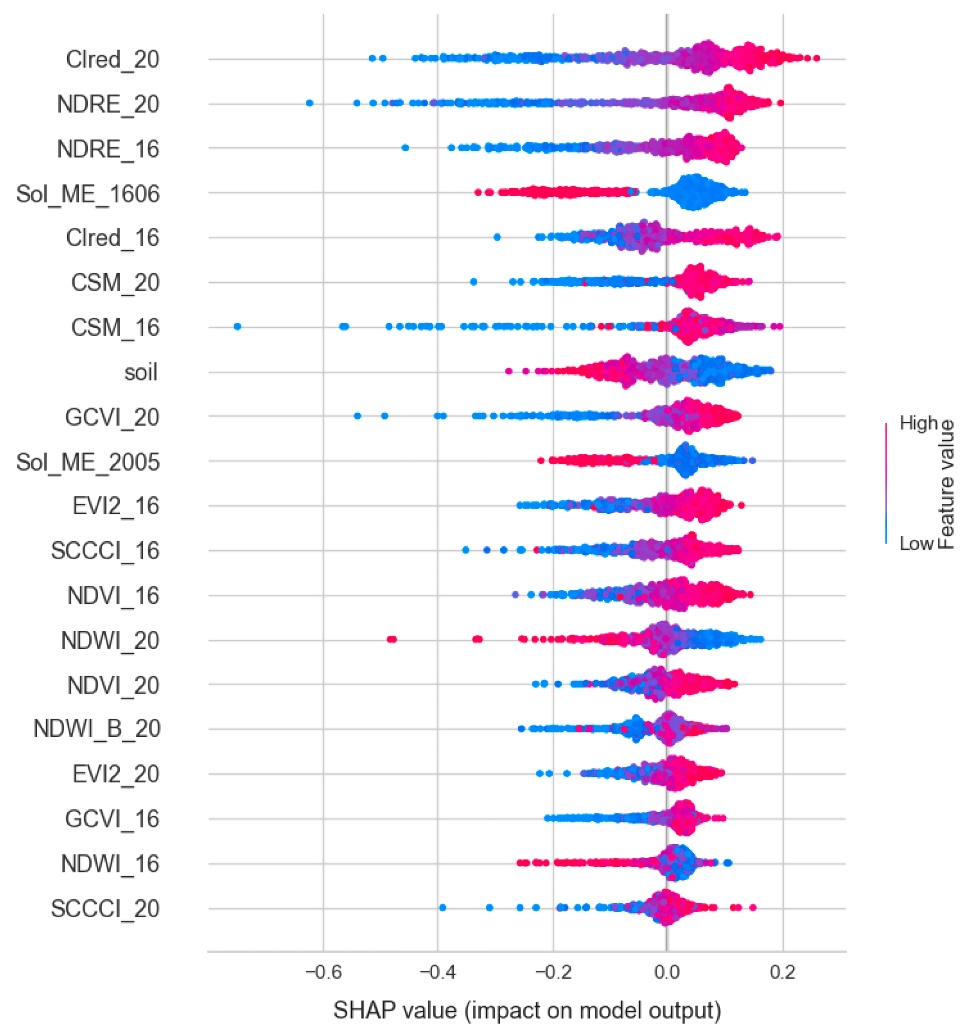 CIred_20
NDRE_20
NDRE_16
SoI_ME_1606
CIred_16
CSM_20
CSM_16
soil
GCVI_20
SoI_ME_2005
EVI2_16
SCCCI_16
NDVI_16
NDWI_20
NDVI_20
NDWI_B_20
EVI2_20
GCVI_16
NDWI_16
SCCCI_20
High
Low
Feature value
−0.6 −0.4 −0.2 0.0 0.2
SHAP value (impact on model output)